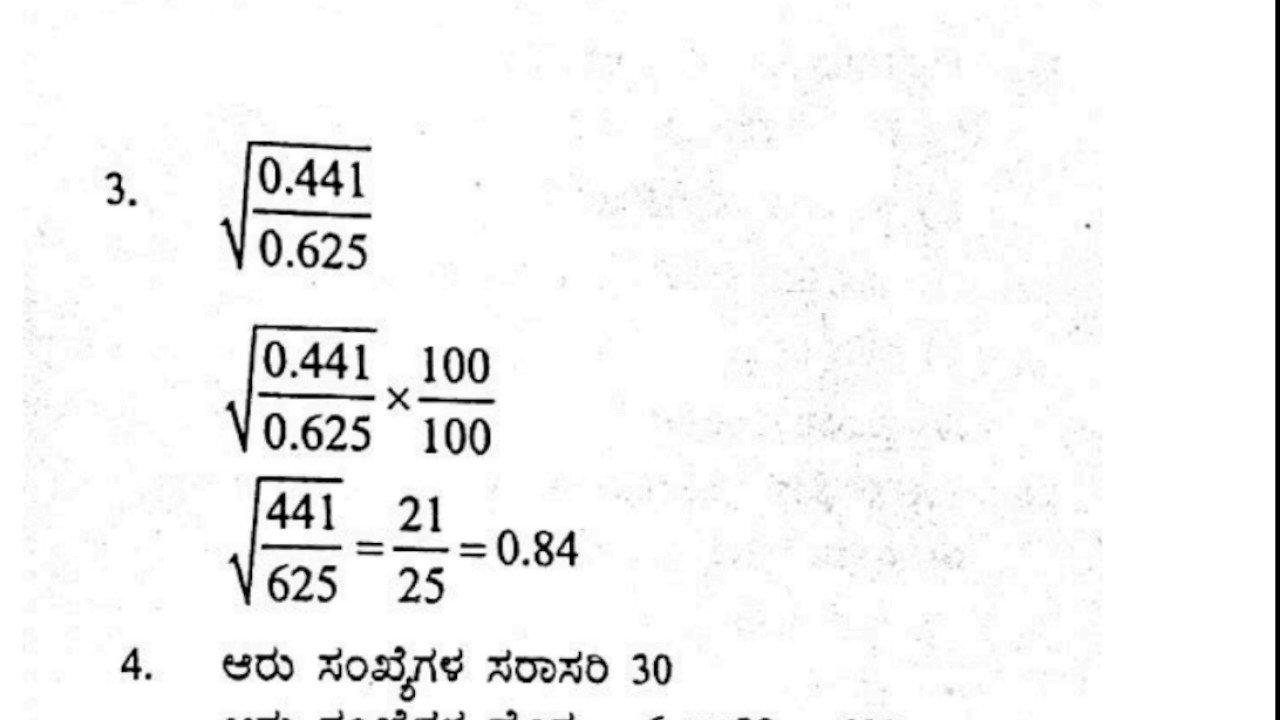 3. √(0.441/0.625)
√(0.441/0.625) × 100/100
√(441/625) = 21/25 = 0.84
4. ಆರು ಸಂಖ್ಯೆಗಳ ಸರಾಸರಿ 30